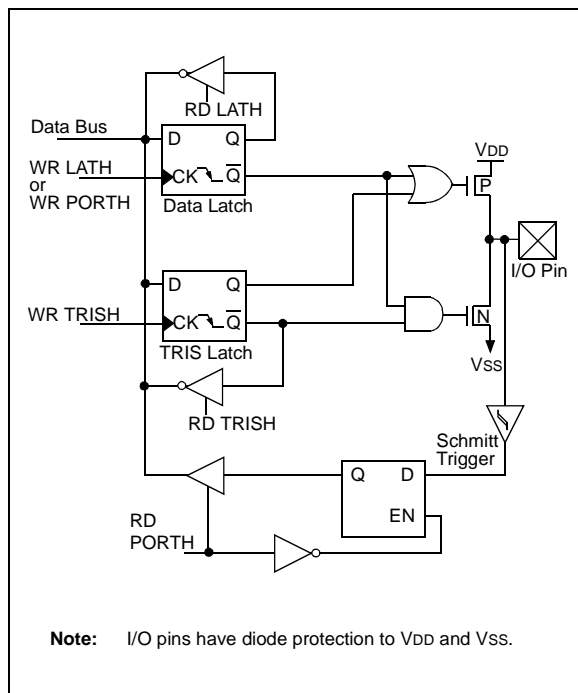 RD LATH
Data Bus
D Q
VDD
WR LATH
or
WR PORTH
CK Q
P
Data Latch
I/O Pin
D Q
WR TRISH
CK Q
N
TRIS Latch
VSS
RD TRISH
Schmitt
Trigger
Q D
EN
RD
PORTH
Note: I/O pins have diode protection to VDD and VSS.